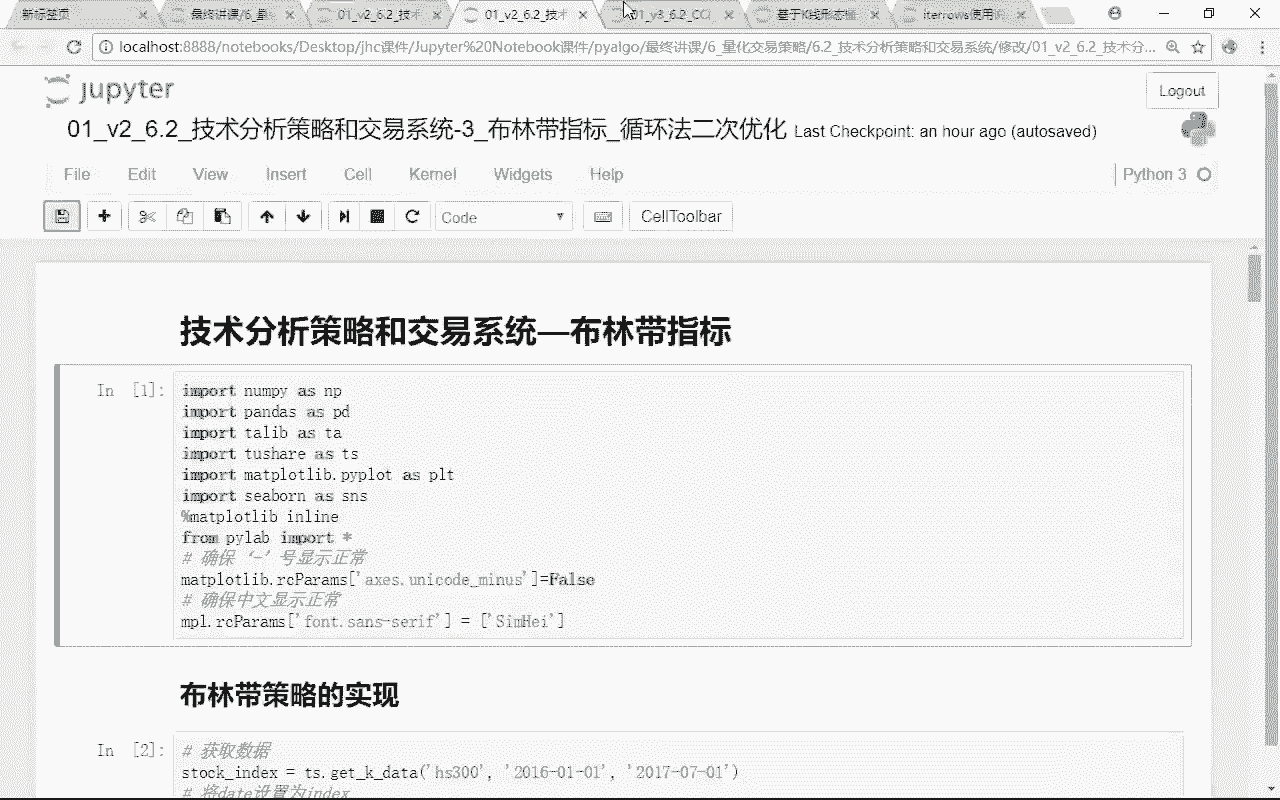 新标签页
最终讲课/6_量
01_v2_6.2_技术
01_v2_6.2_技术
01_v3_6.2_CC
基于K线形态
iterrows使用
localhost:8888/notebooks/Desktop/jhc课件/Jupyter%20Notebook课件/pyalgo/最终讲课/6_量化交易策略/6.2_技术分析策略和交易系统/修改/01_v2_6.2_技术分...
jupyter
Logout
01_v2_6.2_技术分析策略和交易系统-3_布林带指标_循环法二次优化 Last Checkpoint: an hour ago (autosaved)
File Edit View Insert Cell Kernel Widgets Help Python 3
Code CellToolbar
技术分析策略和交易系统—布林带指标
In [1]: import numpy as np
import pandas as pd
import talib as ta
import tushare as ts
import matplotlib.pyplot as plt
import seaborn as sns
%matplotlib inline
from pylab import *
# 确保‘-’号显示正常
matplotlib.rcParams['axes.unicode_minus']=False
# 确保中文显示正常
mpl.rcParams['font.sans-serif'] = ['SimHei']
布林带策略的实现
In [2]: # 获取数据
stock_index = ts.get_k_data('hs300', '2016-01-01', '2017-07-01')
# 将date设置为index